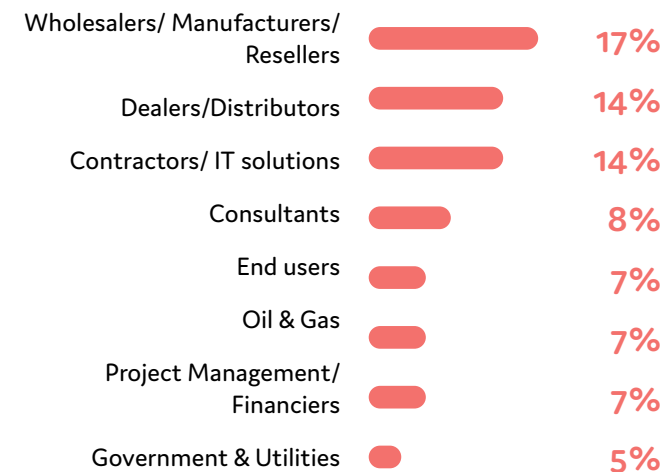 Wholesalers/ Manufacturers/
Resellers
17%
Dealers/Distributors
14%
Contractors/ IT solutions
14%
Consultants
8%
End users
7%
Oil & Gas
7%
Project Management/
Financiers
7%
Government & Utilities
5%